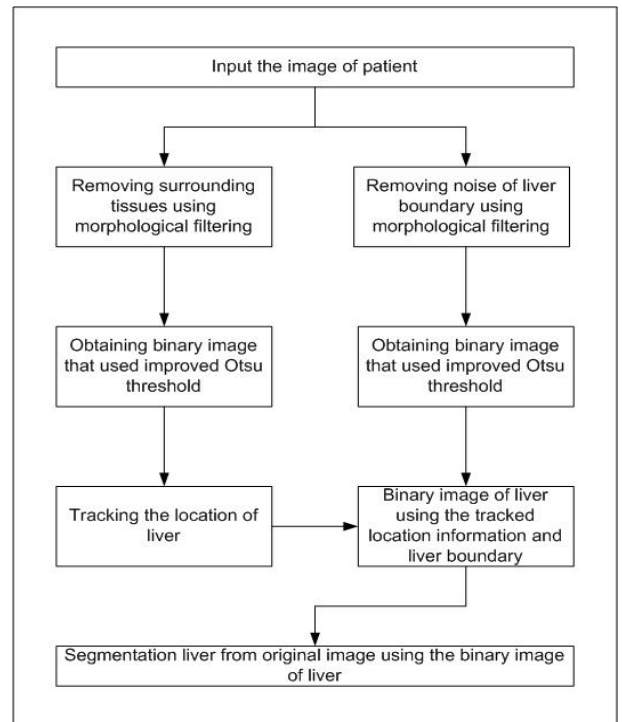 Input the image of patient
Removing surrounding
tissues using
morphological filtering
Removing noise of liver
boundary using
morphological filtering
Obtaining binary image
that used improved Otsu
threshold
Obtaining binary image
that used improved Otsu
threshold
Tracking the location of
liver
Binary image of liver
using the tracked
location information and
liver boundary
Segmentation liver from original image using the binary image
of liver